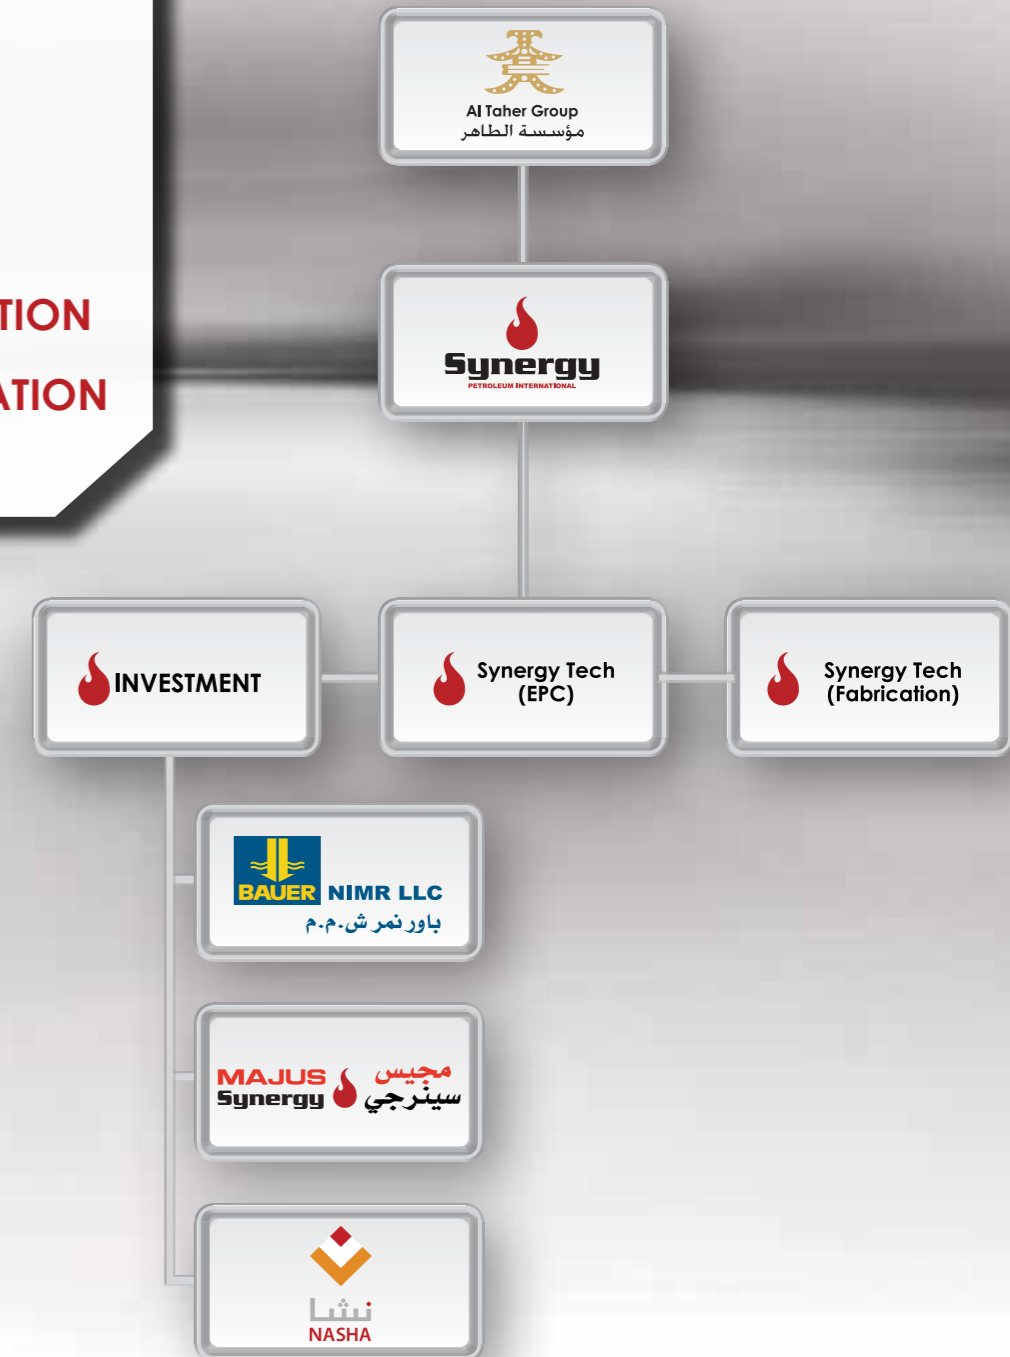 Al Taher Group
مؤسسة الطاهر
TION
ATION
Synergy
PETROLEUM INTERNATIONAL
INVESTMENT
Synergy Tech
(EPC)
Synergy Tech
(Fabrication)
BAUER NIMR LLC
باور نمر ش.م.م
MAJUS
Synergy
مجيس
سينرجي
نشا
NASHA